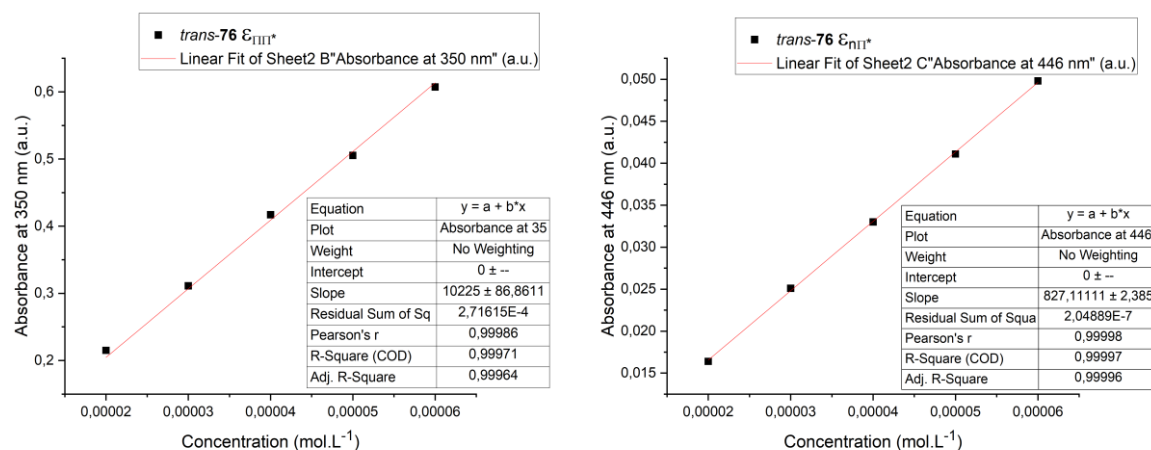 trans-76 ε_ΠΠ*
Linear Fit of Sheet2 B"Absorbance at 350 nm" (a.u.)
Absorbance at 350 nm (a.u.)
0,6
0,5
0,4
0,3
0,2
Equation y = a + b*x
Plot Absorbance at 35
Weight No Weighting
Intercept 0 ± --
Slope 10225 ± 86,8611
Residual Sum of Sq 2,71615E-4
Pearson's r 0,99986
R-Square (COD) 0,99971
Adj. R-Square 0,99964
0,00002 0,00003 0,00004 0,00005 0,00006
Concentration (mol.L⁻¹)
trans-76 ε_nΠ*
Linear Fit of Sheet2 C"Absorbance at 446 nm" (a.u.)
Absorbance at 446 nm (a.u.)
0,050
0,045
0,040
0,035
0,030
0,025
0,020
0,015
Equation y = a + b*x
Plot Absorbance at 446
Weight No Weighting
Intercept 0 ± --
Slope 827,11111 ± 2,385
Residual Sum of Squa 2,04889E-7
Pearson's r 0,99998
R-Square (COD) 0,99997
Adj. R-Square 0,99996
0,00002 0,00003 0,00004 0,00005 0,00006
Concentration (mol.L⁻¹)